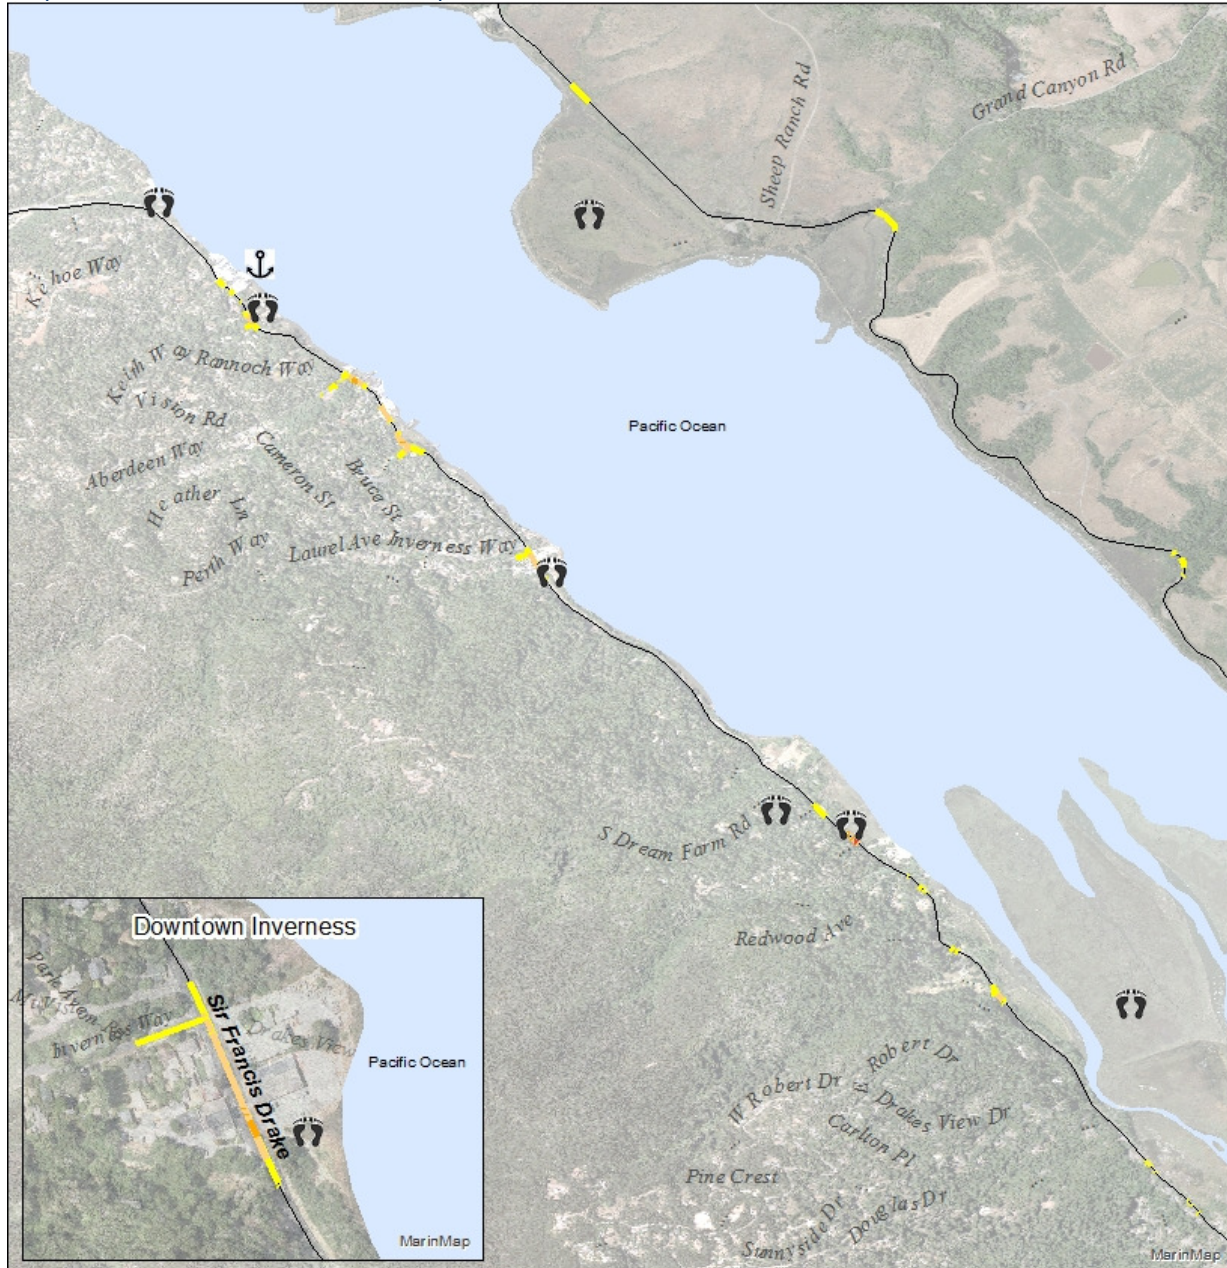 Grand Canyon Rd
Sheep Ranch Rd
Kehoe Way
Keith Way
Rannoch Way
Vision Rd
Pacific Ocean
Aberdeen Way
Cameron St
Bruce St
Heather Ln
Perth Way
Laurel Ave
Inverness Way
S Dream Farm Rd
Redwood Ave
Robert Dr
W Robert Dr
Drakes View Dr
Carlton Pl
Pine Crest
Sunnyside Dr
Douglas Dr
MarinMap
Downtown Inverness
Inverness Way
Sir Francis Drake
Drakes View
Pacific Ocean
MarinMap